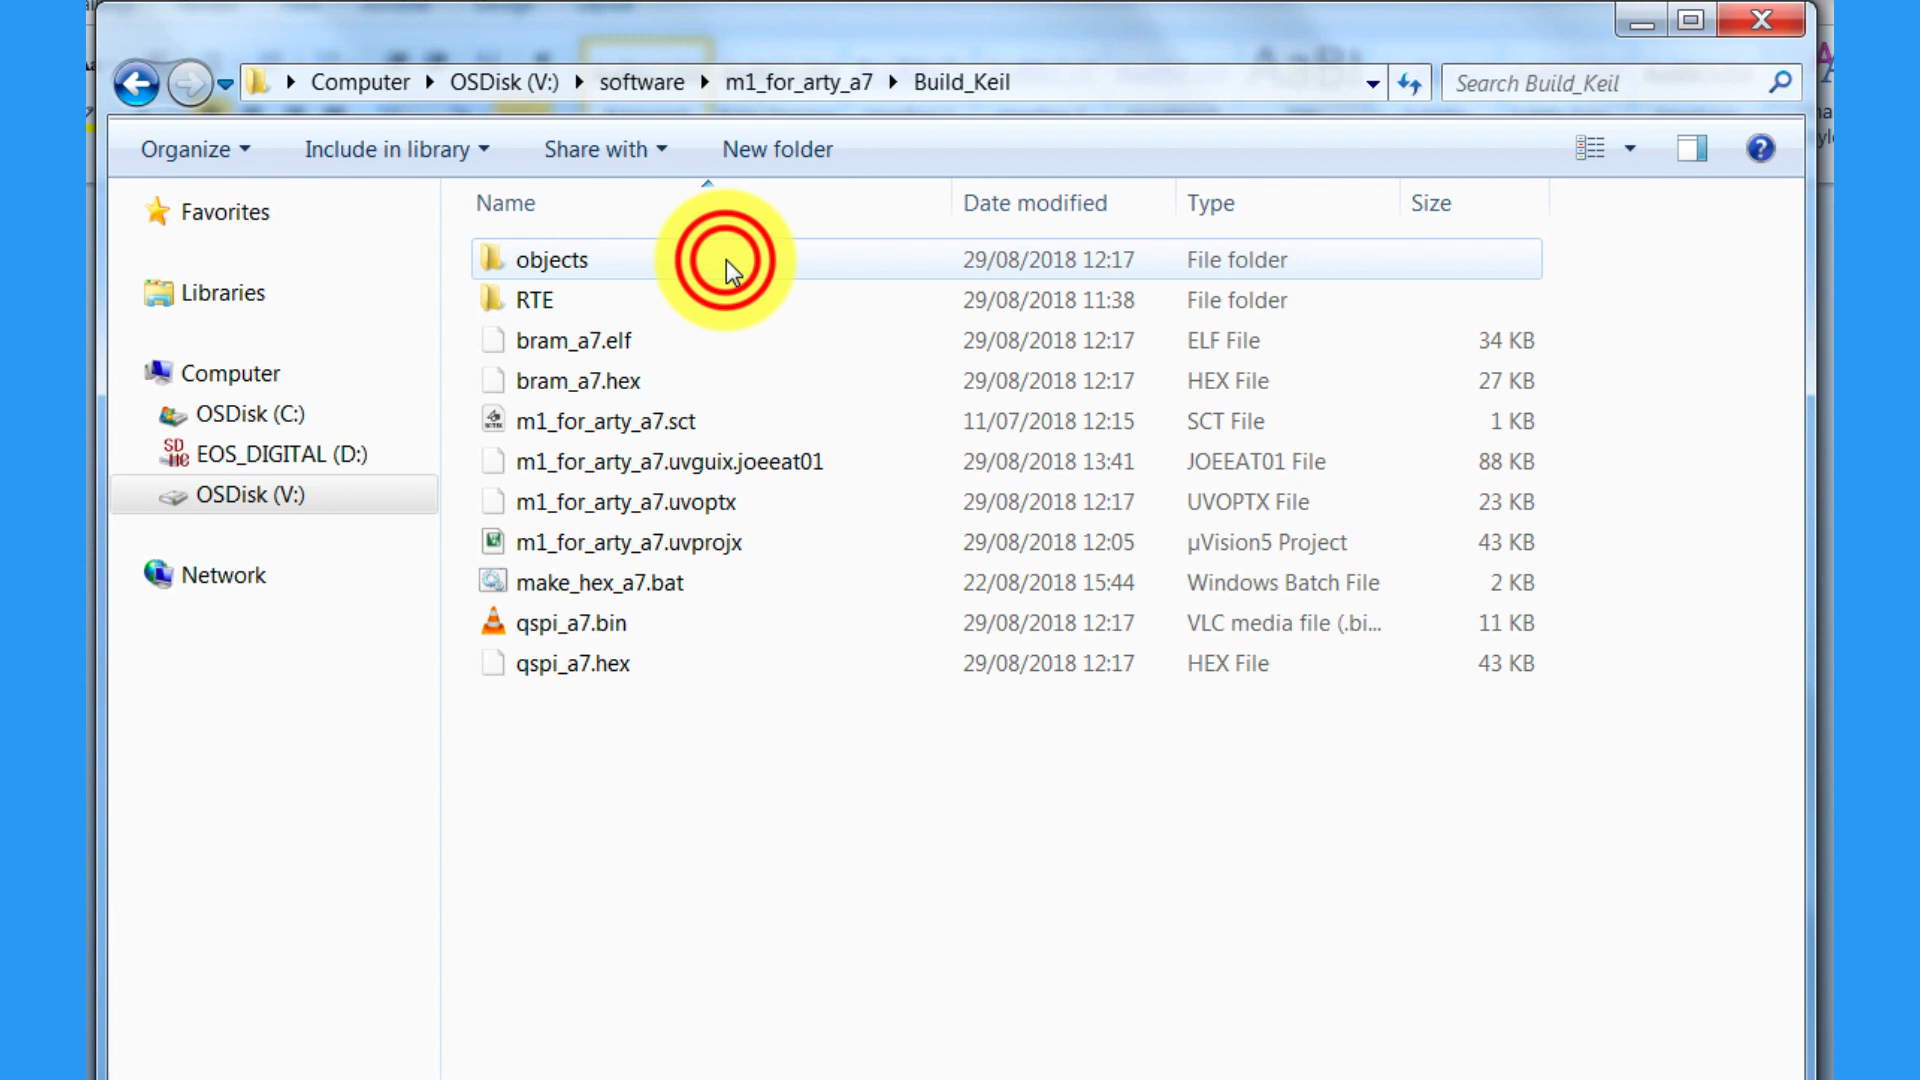 Computer OSDisk (V:) software m1_for_arty_a7 Build_Keil Search Build_Keil
Organize Include in library Share with New folder
Name Date modified Type Size
Favorites
Libraries
Computer
OSDisk (C:)
EOS_DIGITAL (D:)
OSDisk (V:)
Network
objects 29/08/2018 12:17 File folder
RTE 29/08/2018 11:38 File folder
bram_a7.elf 29/08/2018 12:17 ELF File 34 KB
bram_a7.hex 29/08/2018 12:17 HEX File 27 KB
m1_for_arty_a7.sct 11/07/2018 12:15 SCT File 1 KB
m1_for_arty_a7.uvguix.joeeat01 29/08/2018 13:41 JOEEAT01 File 88 KB
m1_for_arty_a7.uvoptx 29/08/2018 12:17 UVOPTX File 23 KB
m1_for_arty_a7.uvprojx 29/08/2018 12:05 µVision5 Project 43 KB
make_hex_a7.bat 22/08/2018 15:44 Windows Batch File 2 KB
qspi_a7.bin 29/08/2018 12:17 VLC media file (.bi... 11 KB
qspi_a7.hex 29/08/2018 12:17 HEX File 43 KB